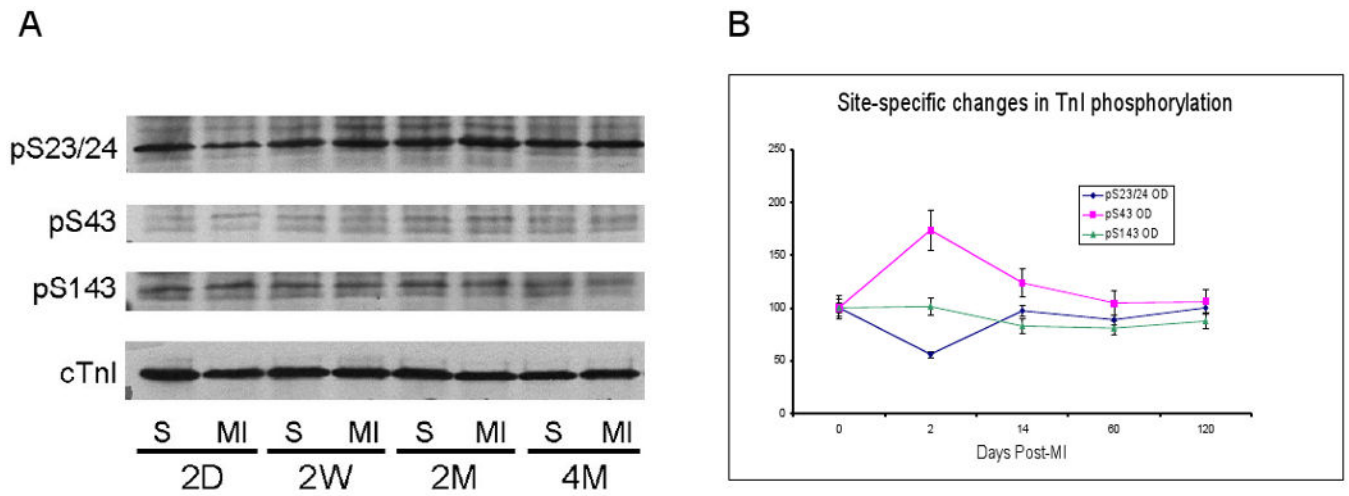 A
pS23/24
pS43
pS143
cTnI
S MI S MI S MI S MI
2D 2W 2M 4M
B
Site-specific changes in TnI phosphorylation
250
200
150
100
50
0
pS23/24 OD
pS43 OD
pS143 OD
0 2 14 60 120
Days Post-MI